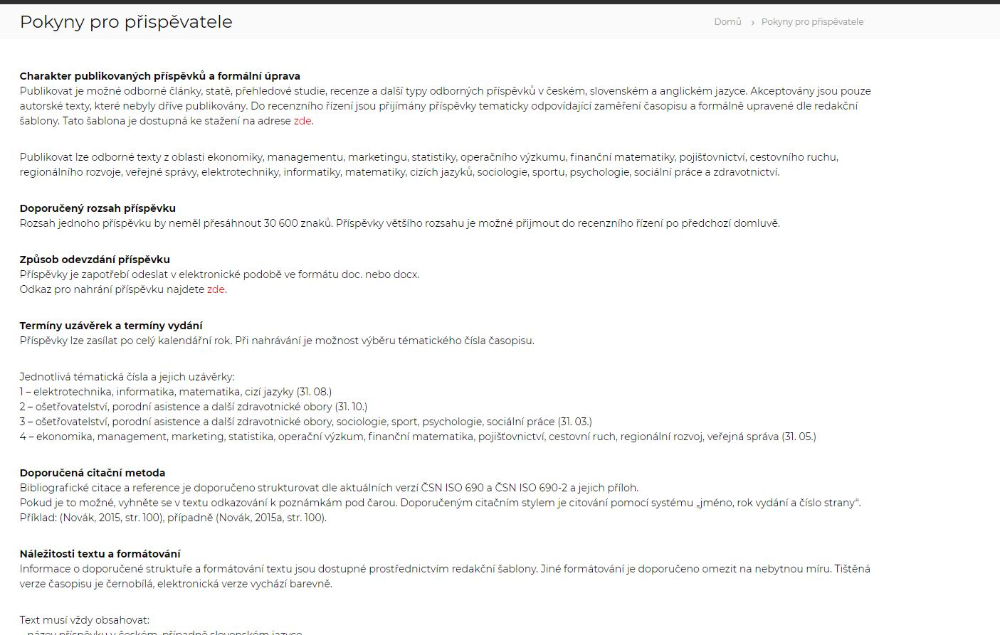 Pokyny pro přispěvatele
Domů > Pokyny pro přispěvatele
Charakter publikovaných příspěvků a formální úprava
Publikovat je možné odborné články, statě, přehledové studie, recenze a další typy odborných příspěvků v českém, slovenském a anglickém jazyce. Akceptovány jsou pouze
autorské texty, které nebyly dříve publikovány. Do recenzního řízení jsou přijímány příspěvky tematicky odpovídající zaměření časopisu a formálně upravené dle redakční
šablony. Tato šablona je dostupná ke stažení na adrese zde.
Publikovat lze odborné texty z oblasti ekonomiky, managementu, marketingu, statistiky, operačního výzkumu, finanční matematiky, pojišťovnictví, cestovního ruchu,
regionálního rozvoje, veřejné správy, elektrotechniky, informatiky, matematiky, cizích jazyků, sociologie, sportu, psychologie, sociální práce a zdravotnictví.
Doporučený rozsah příspěvku
Rozsah jednoho příspěvku by neměl přesáhnout 30 600 znaků. Příspěvky většího rozsahu je možné přijmout do recenzního řízení po předchozí domluvě.
Způsob odevzdání příspěvku
Příspěvky je zapotřebí odeslat v elektronické podobě ve formátu doc. nebo docx.
Odkaz pro nahrání příspěvku najdete zde.
Termíny uzávěrek a termíny vydání
Příspěvky lze zasílat po celý kalendářní rok. Při nahrávání je možnost výběru tématického čísla časopisu.
Jednotlivá tématická čísla a jejich uzávěrky:
1 – elektrotechnika, informatika, matematika, cizí jazyky (31. 08.)
2 – ošetřovatelství, porodní asistence a další zdravotnické obory (31. 10.)
3 – ošetřovatelství, porodní asistence a další zdravotnické obory, sociologie, sport, psychologie, sociální práce (31. 03.)
4 – ekonomika, management, marketing, statistika, operační výzkum, finanční matematika, pojišťovnictví, cestovní ruch, regionální rozvoj, veřejná správa (31. 05.)
Doporučená citační metoda
Bibliografické citace a reference je doporučeno strukturovat dle aktuálních verzí ČSN ISO 690 a ČSN ISO 690-2 a jejich příloh.
Pokud je to možné, vyhněte se v textu odkazování k poznámkám pod čarou. Doporučeným citačním stylem je citování pomocí systému „jméno, rok vydání a číslo strany“.
Příklad: (Novák, 2015, str. 100), případně (Novák, 2015a, str. 100).
Náležitosti textu a formátování
Informace o doporučené struktuře a formátování textu jsou dostupné prostřednictvím redakční šablony. Jiné formátování je doporučeno omezit na nebytnou míru. Tištěná
verze časopisu je černobílá, elektronická verze vychází barevně.
Text musí vždy obsahovat:
– název příspěvku v českém, případně slovenském jazyce